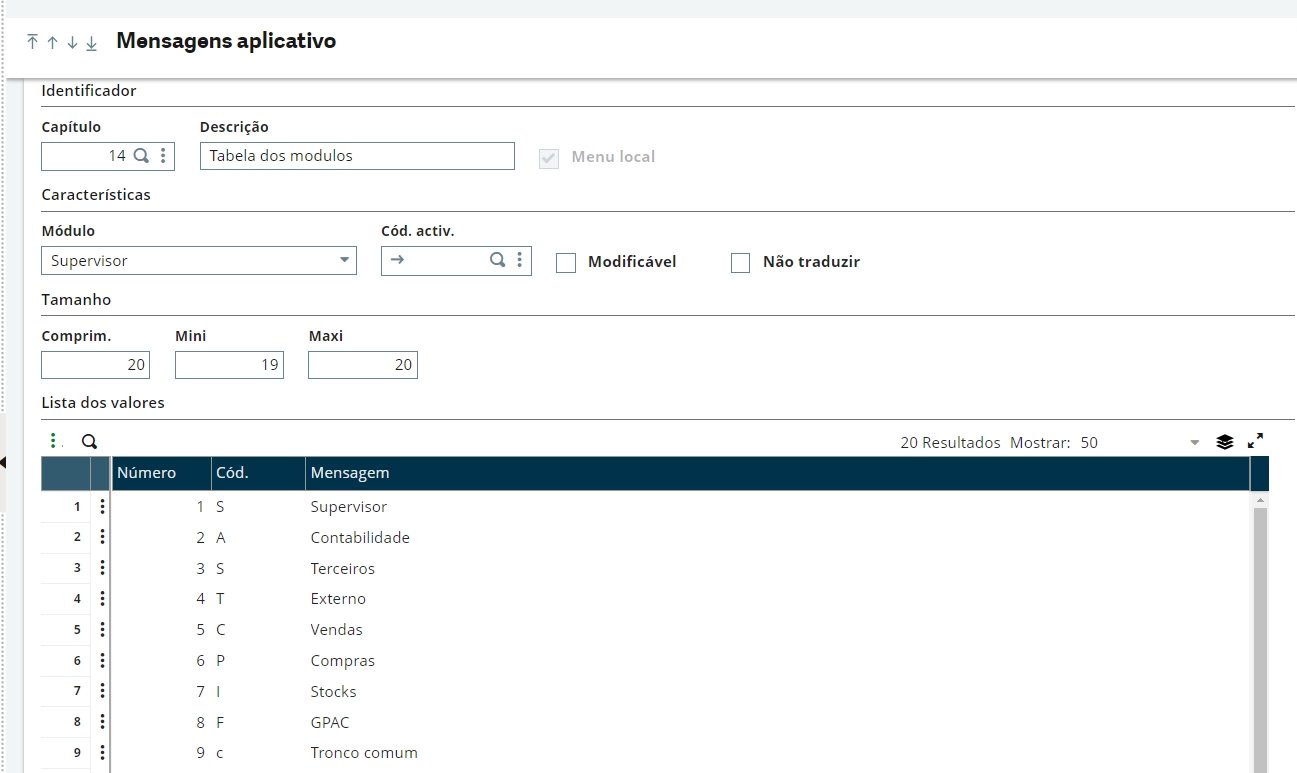 Mensagens aplicativo
Identificador
Capítulo Descrição
14 Tabela dos modulos Menu local
Características
Módulo Cód. activ.
Supervisor Modificável Não traduzir
Tamanho
Comprim. Mini Maxi
20 19 20
Lista dos valores
20 Resultados Mostrar: 50
Número Cód. Mensagem
1 1 S Supervisor
2 2 A Contabilidade
3 3 S Terceiros
4 4 T Externo
5 5 C Vendas
6 6 P Compras
7 7 I Stocks
8 8 F GPAC
9 9 c Tronco comum